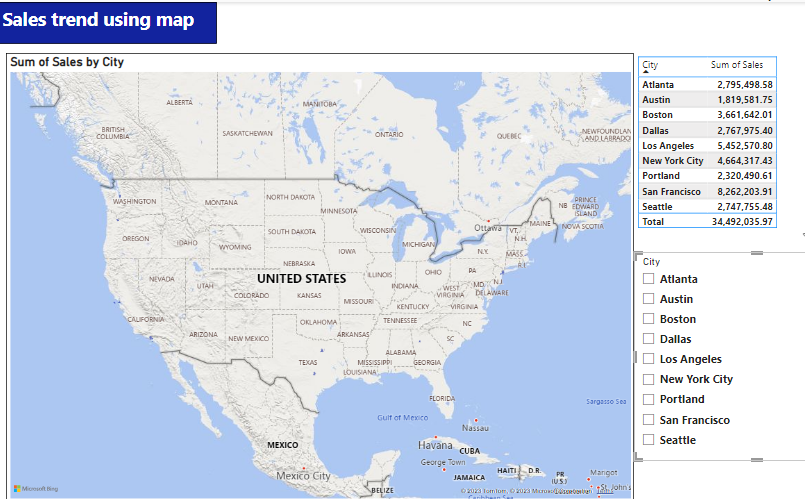 Sales trend using map
Sum of Sales by City
ALBERTA
MANITOBA
BRITISH
COLUMBIA
SASKATCHEWAN
ONTARIO
QUEBEC
NEWFOUNDLAN
AND LABRADO
WASHINGTON
MONTANA
NORTH DAKOTA
MINNESOTA
Ottawa
VT.
N.H.
MAINE
NB
PRINCE
EDWARD
ISLAND
NOVA SCOTIA
OREGON
IDAHO
WYOMING
SOUTH DAKOTA
WISCONSIN
MICHIGAN
N.Y.
MASS.
R.I.
IOWA
NEBRASKA
NEVADA
UTAH
COLORADO
UNITED STATES
KANSAS
ILLINOIS
INDIANA
OHIO
PA
MD
N.J.
WEST
VIRGINIA
DELAWARE
MISSOURI
KENTUCKY
VIRGINIA
CALIFORNIA
ARIZONA
NEW MEXICO
OKLAHOMA
ARKANSAS
TENNESSEE
NC
SC
TEXAS
ALABAMA
MISSISSIPPI
GEORGIA
LOUISIANA
FLORIDA
Gulf of Mexico
Sargasso Sea
Nassau
MEXICO
Havana
CUBA
Mexico City
George Town
JAMAICA
HAITI
D.R.
PR
(U.S.)
Marigot
St. John's
BELIZE
Caribbean Sea
Microsoft Bing
© 2023 TomTom, © 2023 Microsoft Corporation Terms
City Sum of Sales
Atlanta 2,795,498.58
Austin 1,819,581.75
Boston 3,661,642.01
Dallas 2,767,975.40
Los Angeles 5,452,570.80
New York City 4,664,317.43
Portland 2,320,490.61
San Francisco 8,262,203.91
Seattle 2,747,755.48
Total 34,492,035.97
City
Atlanta
Austin
Boston
Dallas
Los Angeles
New York City
Portland
San Francisco
Seattle